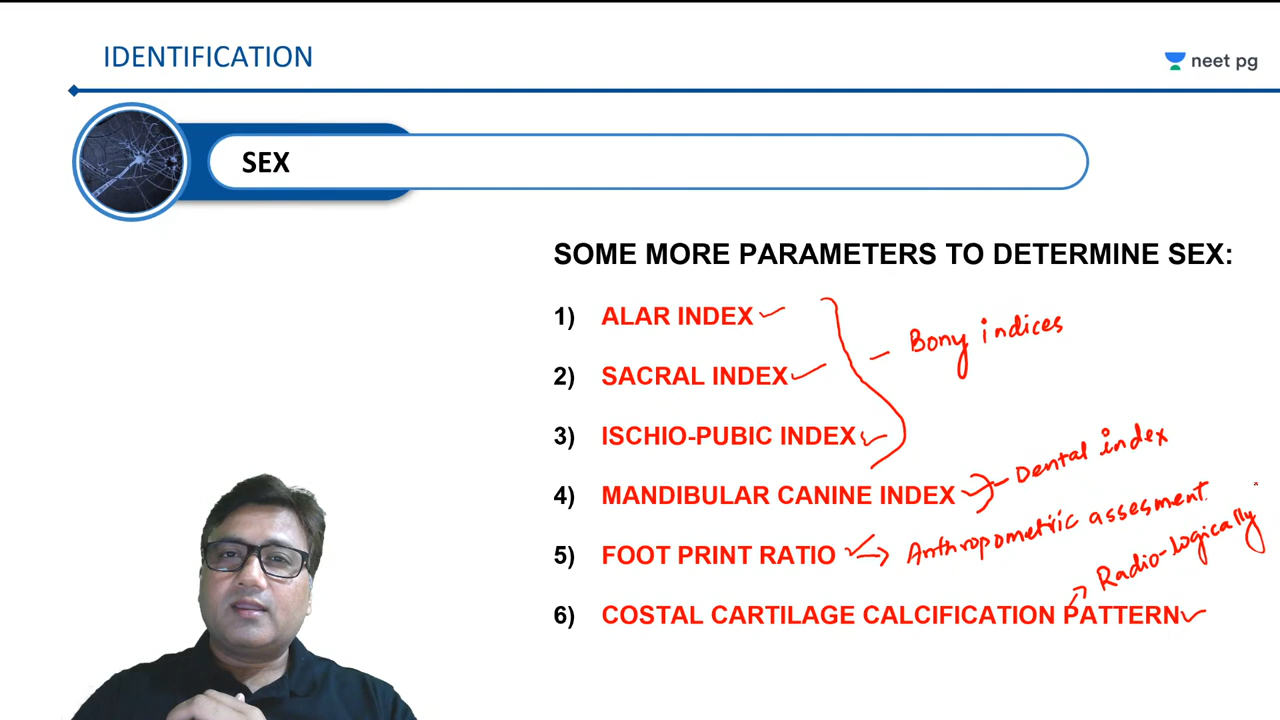 IDENTIFICATION
neet pg
SEX
SOME MORE PARAMETERS TO DETERMINE SEX:
1) ALAR INDEX
Bony indices
2) SACRAL INDEX
3) ISCHIO-PUBIC INDEX
4) MANDIBULAR CANINE INDEX
Dental index
5) FOOT PRINT RATIO
Anthropometric assesment
6) COSTAL CARTILAGE CALCIFICATION PATTERN
Radio-logically